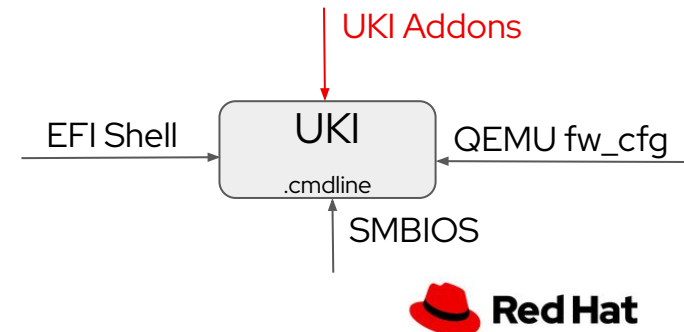 UKI Addons
EFI Shell
UKI
QEMU fw_cfg
.cmdline
SMBIOS
Red Hat